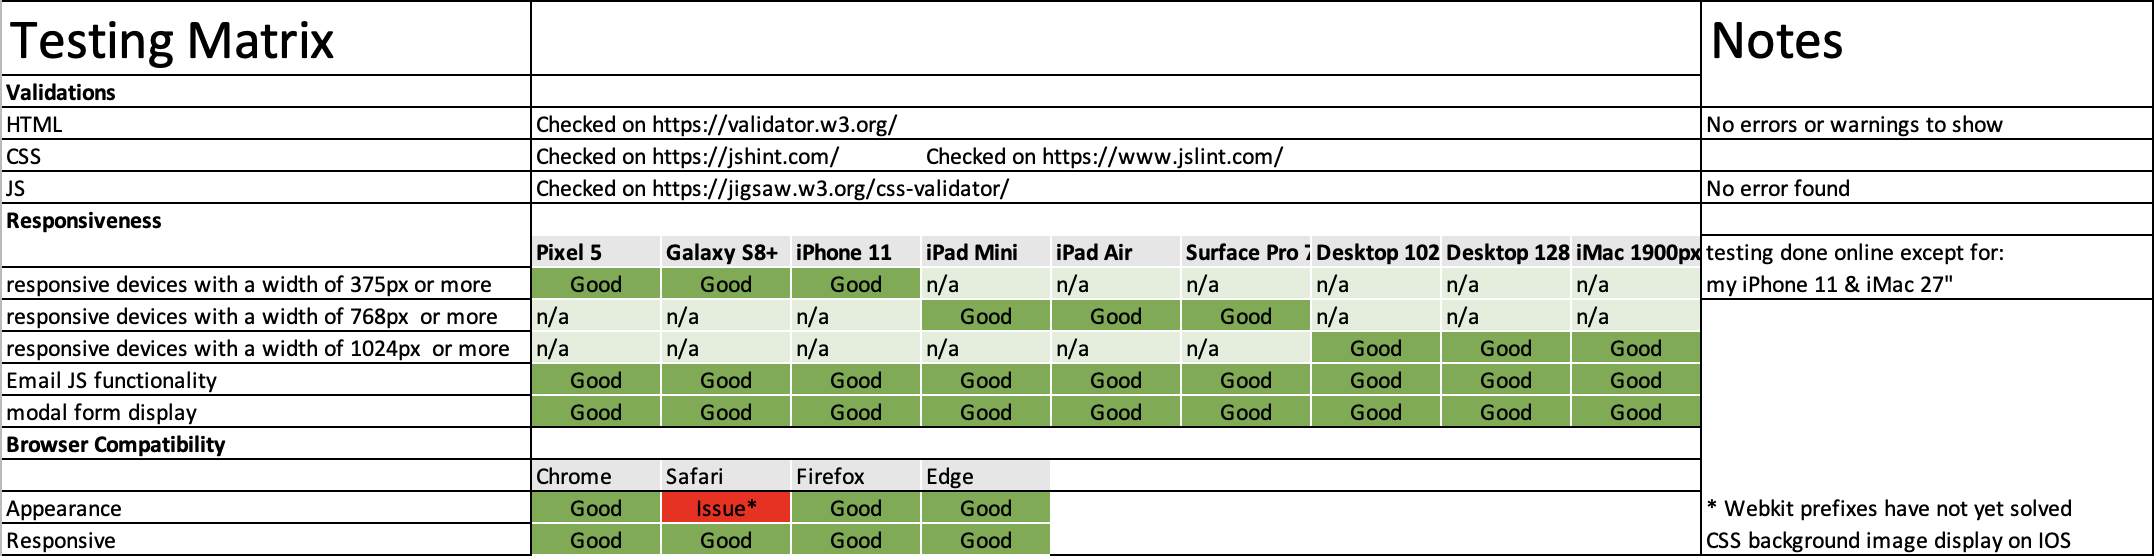 Testing Matrix Notes
Validations
HTML Checked on https://validator.w3.org/ No errors or warnings to show
CSS Checked on https://jshint.com/ Checked on https://www.jslint.com/
JS Checked on https://jigsaw.w3.org/css-validator/ No error found
Responsiveness
Pixel 5 Galaxy S8+ iPhone 11 iPad Mini iPad Air Surface Pro 7 Desktop 102 Desktop 128 iMac 1900px testing done online except for:
responsive devices with a width of 375px or more Good Good Good n/a n/a n/a n/a n/a n/a my iPhone 11 & iMac 27"
responsive devices with a width of 768px  or more n/a n/a n/a Good Good Good n/a n/a n/a
responsive devices with a width of 1024px  or more n/a n/a n/a n/a n/a n/a Good Good Good
Email JS functionality Good Good Good Good Good Good Good Good Good
modal form display Good Good Good Good Good Good Good Good Good
Browser Compatibility
Chrome Safari Firefox Edge
Appearance Good Issue* Good Good * Webkit prefixes have not yet solved
Responsive Good Good Good Good CSS background image display on IOS